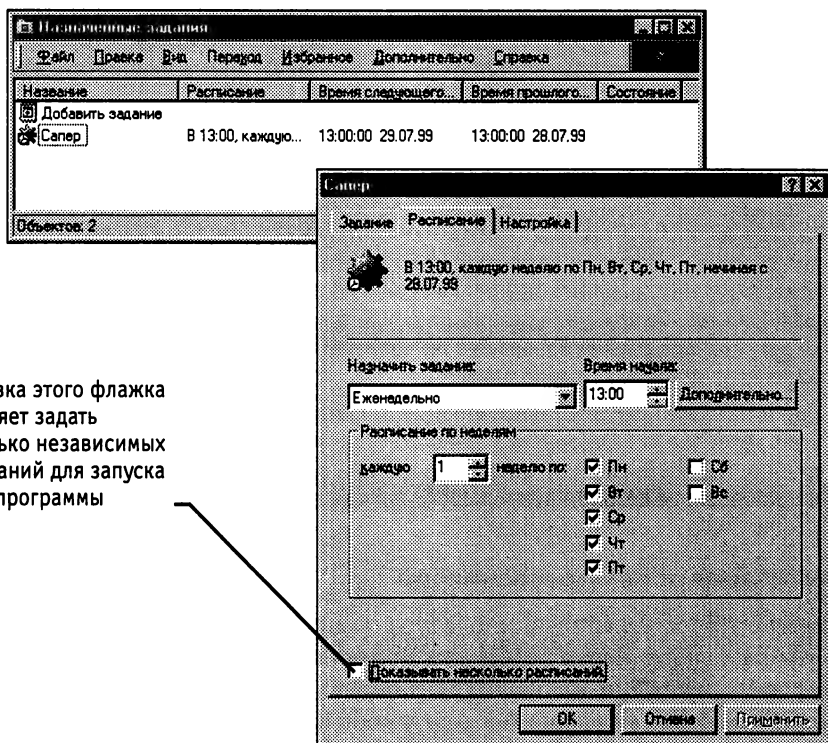 Назначенные задания
Файл Правка Вид Переход Избранное Дополнительно Справка
Название Расписание Время следующего... Время прошлого... Состояние
Добавить задание
Сапер В 13:00, каждую... 13:00:00 29.07.99 13:00:00 28.07.99
Объектов: 2
Сапер
Задание Расписание Настройка
В 13:00, каждую неделю по Пн, Вт, Ср, Чт, Пт, начиная с
28.07.99
Назначить задание: Время начала:
Еженедельно 13:00 Дополнительно...
Расписание по неделям
каждую 1 неделю по: Пн Сб
Вт Вс
Ср
Чт
Пт
вка этого флажка
яет задать
ько независимых
аний для запуска
программы
Показывать несколько расписаний.
OK Отмена Применить